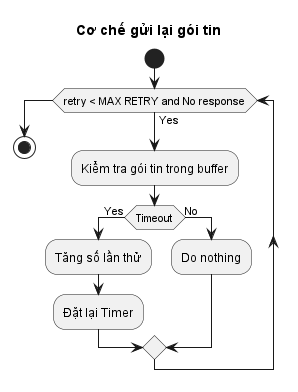 Cơ chế gửi lại gói tin
retry < MAX RETRY and No response
Yes
Kiểm tra gói tin trong buffer
Yes
Timeout
No
Tăng số lần thử
Do nothing
Đặt lại Timer